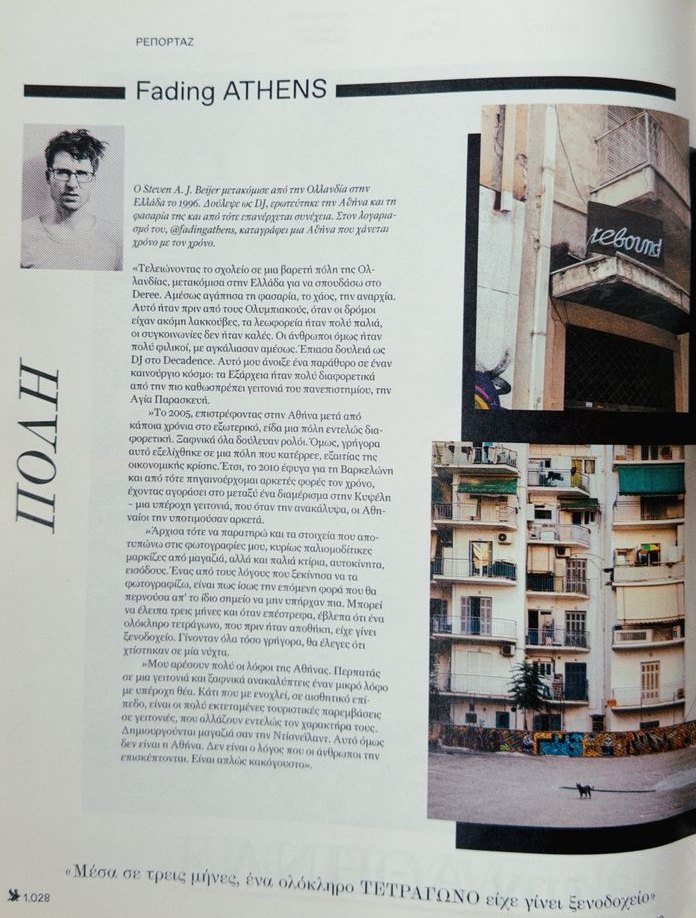 ΡΕΠΟΡΤΑΖ
Fading ATHENS
Ο Steven A. J. Beijer μετακόμισε από την Ολλανδία στην
Ελλάδα το 1996. Δούλεψε ως DJ, ερωτεύτηκε την Αθήνα και τη
φασαρία της και από τότε επανέρχεται συνέχεια. Στον λογαρια-
σμό του, @fadingathens, καταγράφει μια Αθήνα που χάνεται
χρόνο με τον χρόνο.
«Τελειώνοντας το σχολείο σε μια βαρετή πόλη της Ολ-
λανδίας, μετακόμισα στην Ελλάδα για να σπουδάσω στο
Deree. Αμέσως αγάπησα τη φασαρία, το χάος, την αναρχία.
Αυτό ήταν πριν από τους Ολυμπιακούς, όταν οι δρόμοι
είχαν ακόμη λακκούβες, τα λεωφορεία ήταν πολύ παλιά,
οι συγκοινωνίες δεν ήταν καλές. Οι άνθρωποι όμως ήταν
πολύ φιλικοί, με αγκάλιασαν αμέσως. Έπιασα δουλειά ως
DJ στο Decadence. Αυτό μου άνοιξε ένα παράθυρο σε έναν
καινούργιο κόσμο: τα Εξάρχεια ήταν πολύ διαφορετικά
από την πιο καθωσπρέπει γειτονιά του πανεπιστημίου, την
Αγία Παρασκευή.
»Το 2005, επιστρέφοντας στην Αθήνα μετά από
κάποια χρόνια στο εξωτερικό, είδα μια πόλη εντελώς δια-
φορετική. Ξαφνικά όλα δούλευαν ρολόι. Όμως, γρήγορα
αυτό εξελίχθηκε σε μια πόλη που κατέρρεε, εξαιτίας της
οικονομικής κρίσης. Έτσι, το 2010 έφυγα για τη Βαρκελώνη
και από τότε πηγαινοέρχομαι αρκετές φορές τον χρόνο,
έχοντας αγοράσει στο μεταξύ ένα διαμέρισμα στην Κυψέλη
– μια υπέροχη γειτονιά, που όταν την ανακάλυψα, οι Αθη-
ναίοι την υποτιμούσαν αρκετά.
»Άρχισα τότε να παρατηρώ και τα στοιχεία που απο-
τυπώνω στις φωτογραφίες μου, κυρίως παλιομοδίτικες
μαρκίζες από μαγαζιά, αλλά και παλιά κτίρια, αυτοκίνητα,
εισόδους. Ένας από τους λόγους που ξεκίνησα να τα
φωτογραφίζω, είναι πως ίσως την επόμενη φορά που θα
περνούσα απ' το ίδιο σημείο να μην υπήρχαν πια. Μπορεί
να έλειπα τρεις μήνες και όταν επέστρεφα, έβλεπα ότι ένα
ολόκληρο τετράγωνο, που πριν ήταν αποθήκη, είχε γίνει
ξενοδοχείο. Γίνονταν όλα τόσο γρήγορα, θα έλεγες ότι
χτίστηκαν σε μία νύχτα.
»Μου αρέσουν πολύ οι λόφοι της Αθήνας. Περπατάς
σε μια γειτονιά και ξαφνικά ανακαλύπτεις έναν μικρό λόφο
με υπέροχη θέα. Κάτι που με ενοχλεί, σε αισθητικό επί-
πεδο, είναι οι πολύ εκτεταμένες τουριστικές παρεμβάσεις
σε γειτονιές, που αλλάζουν εντελώς τον χαρακτήρα τους.
Δημιουργούνται μαγαζιά σαν την Ντίσνεϊλαντ. Αυτό όμως
δεν είναι η Αθήνα. Δεν είναι ο λόγος που οι άνθρωποι την
επισκέπτονται. Είναι απλώς κακόγουστο».
rebound
ΠΟΛΗ
«Μέσα σε τρεις μήνες, ένα ολόκληρο ΤΕΤΡΑΓΩΝΟ είχε γίνει ξενοδοχείο»
1.028